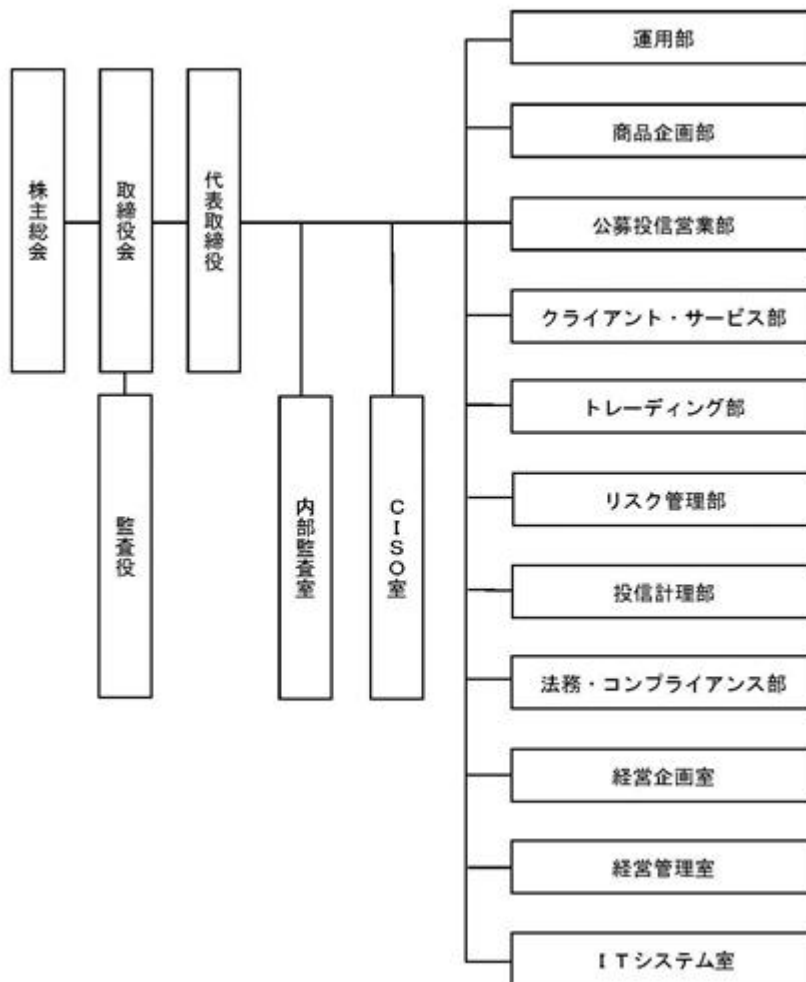 株主総会
取締役会
代表取締役
監査役
内部監査室
CISO室
運用部
商品企画部
公募投信営業部
クライアント・サービス部
トレーディング部
リスク管理部
投信計理部
法務・コンプライアンス部
経営企画室
経営管理室
ITシステム室